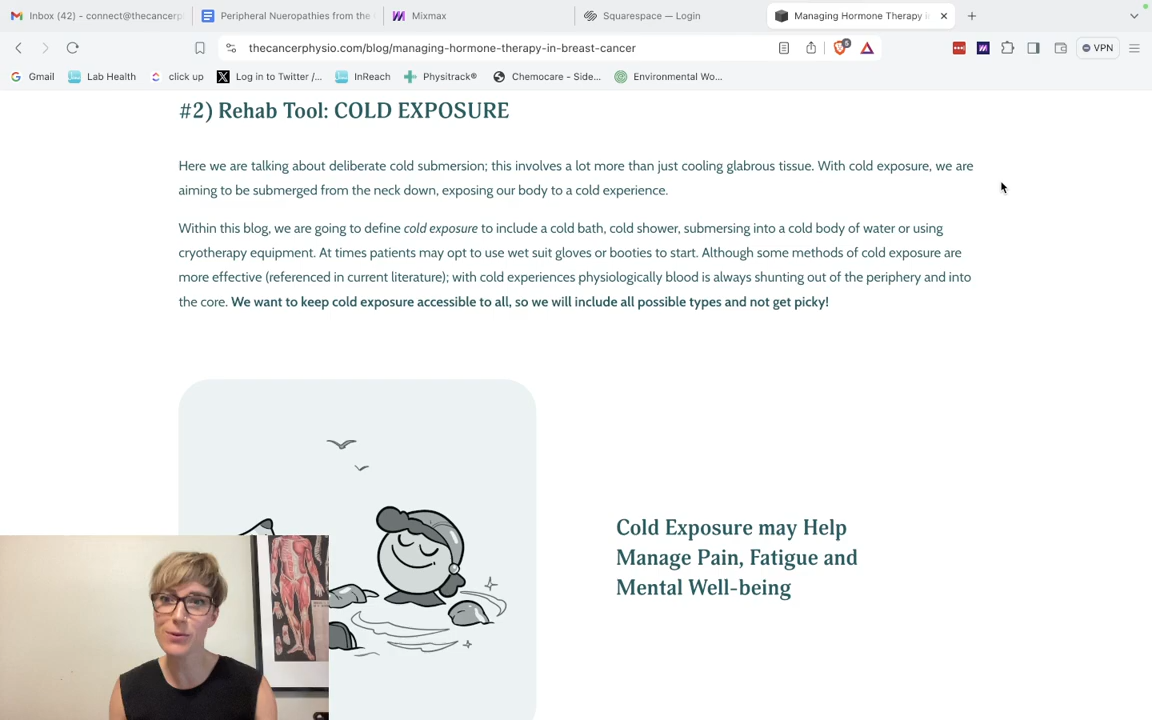 Inbox (42) - connect@thecancerp
Peripheral Nueropathies from the
Mixmax
Squarespace — Login
Managing Hormone Therapy i
thecancerphysio.com/blog/managing-hormone-therapy-in-breast-cancer
5
VPN
Gmail
Lab Health
click up
Log in to Twitter /...
InReach
Physitrack®
Chemocare - Side...
Environmental Wo...
#2) Rehab Tool: COLD EXPOSURE
Here we are talking about deliberate cold submersion; this involves a lot more than just cooling glabrous tissue. With cold exposure, we are
aiming to be submerged from the neck down, exposing our body to a cold experience.
Within this blog, we are going to define cold exposure to include a cold bath, cold shower, submersing into a cold body of water or using
cryotherapy equipment. At times patients may opt to use wet suit gloves or booties to start. Although some methods of cold exposure are
more effective (referenced in current literature); with cold experiences physiologically blood is always shunting out of the periphery and into
the core. We want to keep cold exposure accessible to all, so we will include all possible types and not get picky!
Cold Exposure may Help
Manage Pain, Fatigue and
Mental Well-being